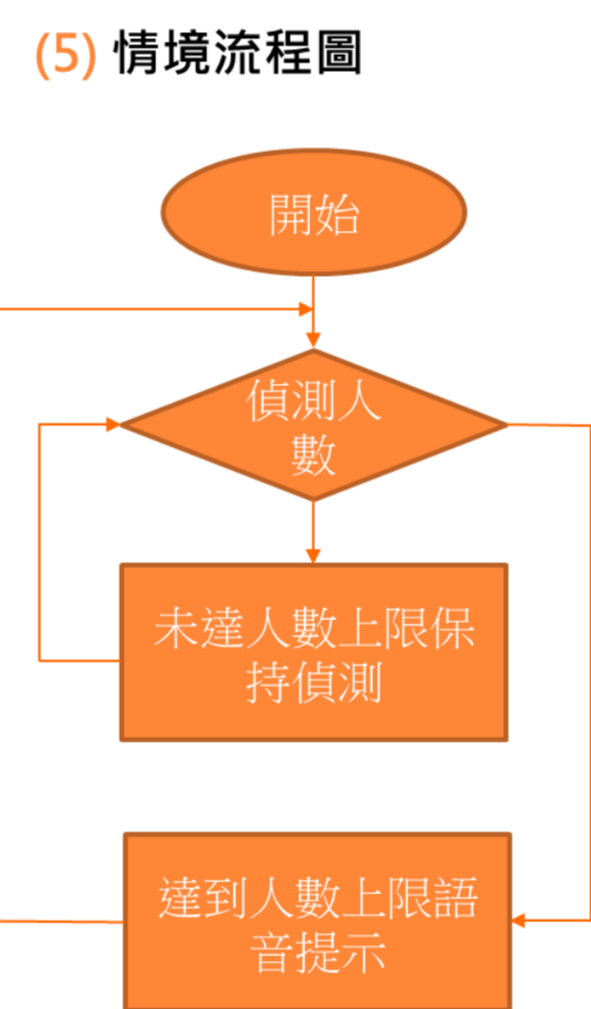 (5) 情境流程圖
開始
偵測人
數
未達人數上限保
持偵測
達到人數上限語
音提示